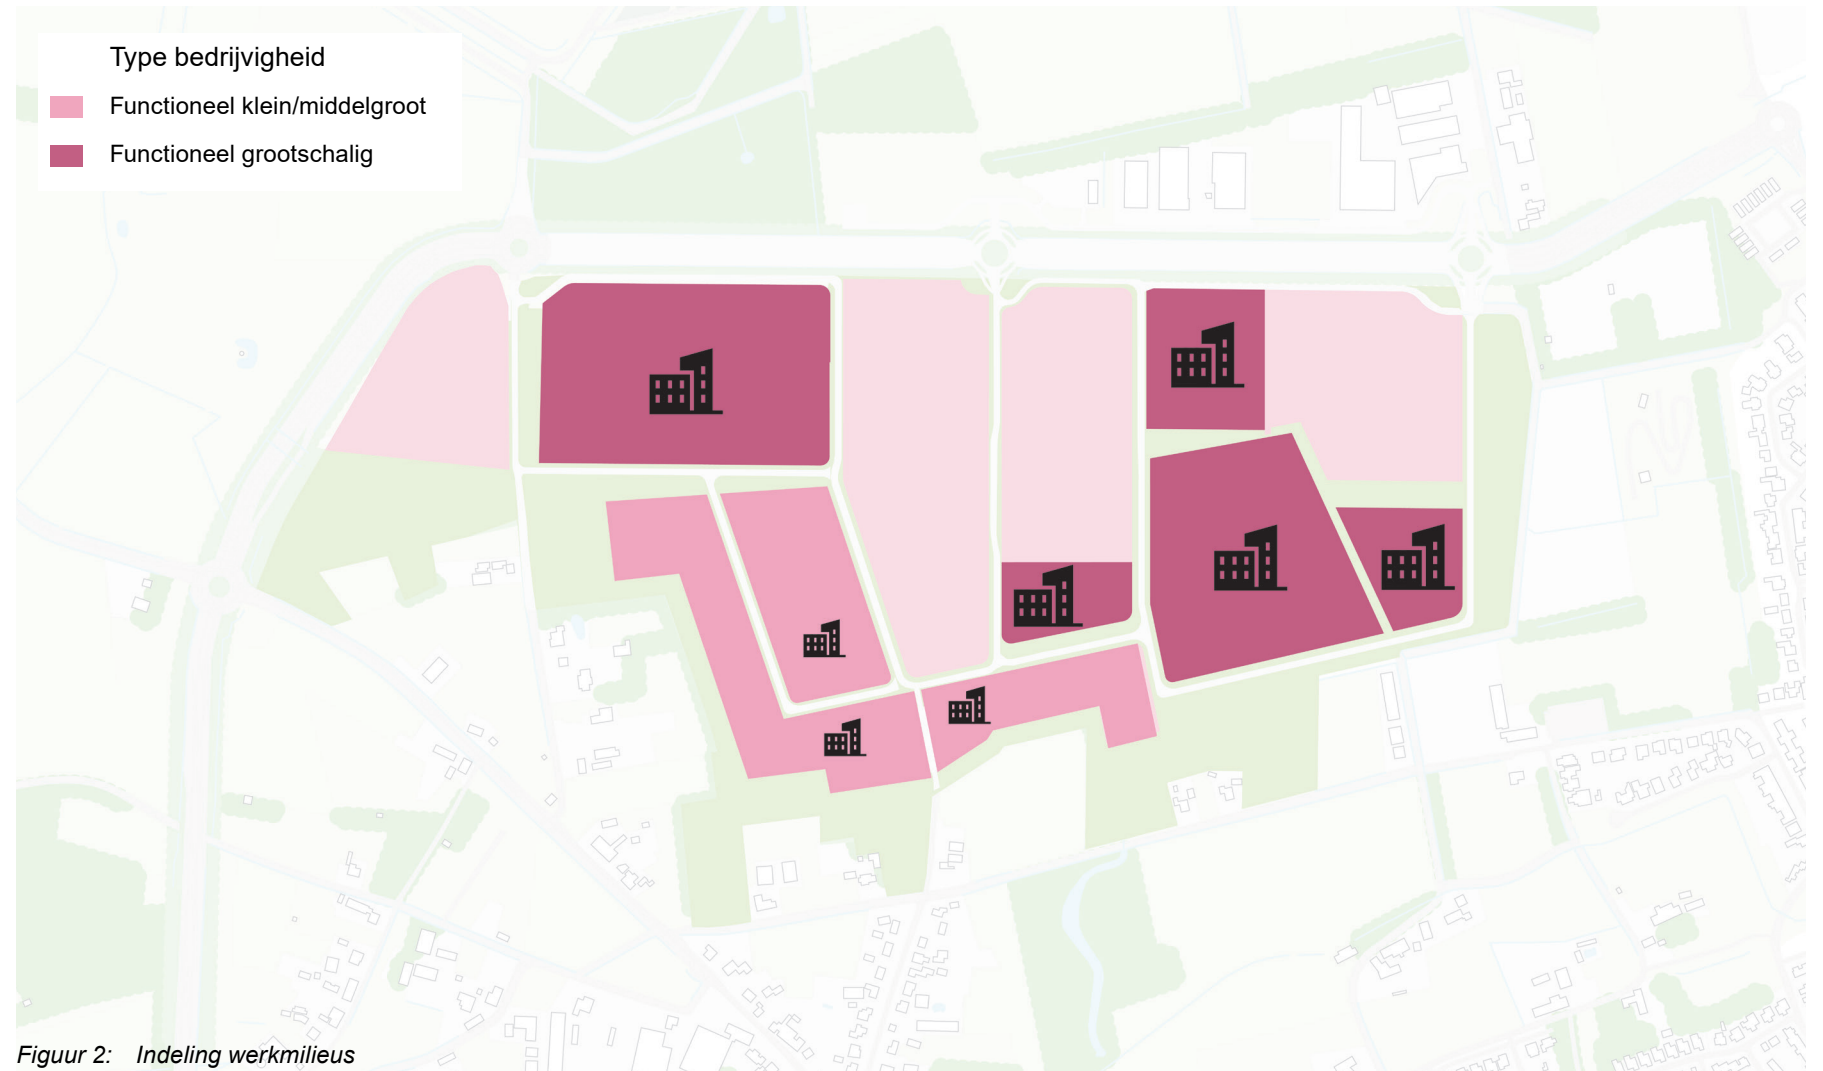 Type bedrijvigheid
Functioneel klein/middelgroot
Functioneel grootschalig
Figuur 2: Indeling werkmilieus